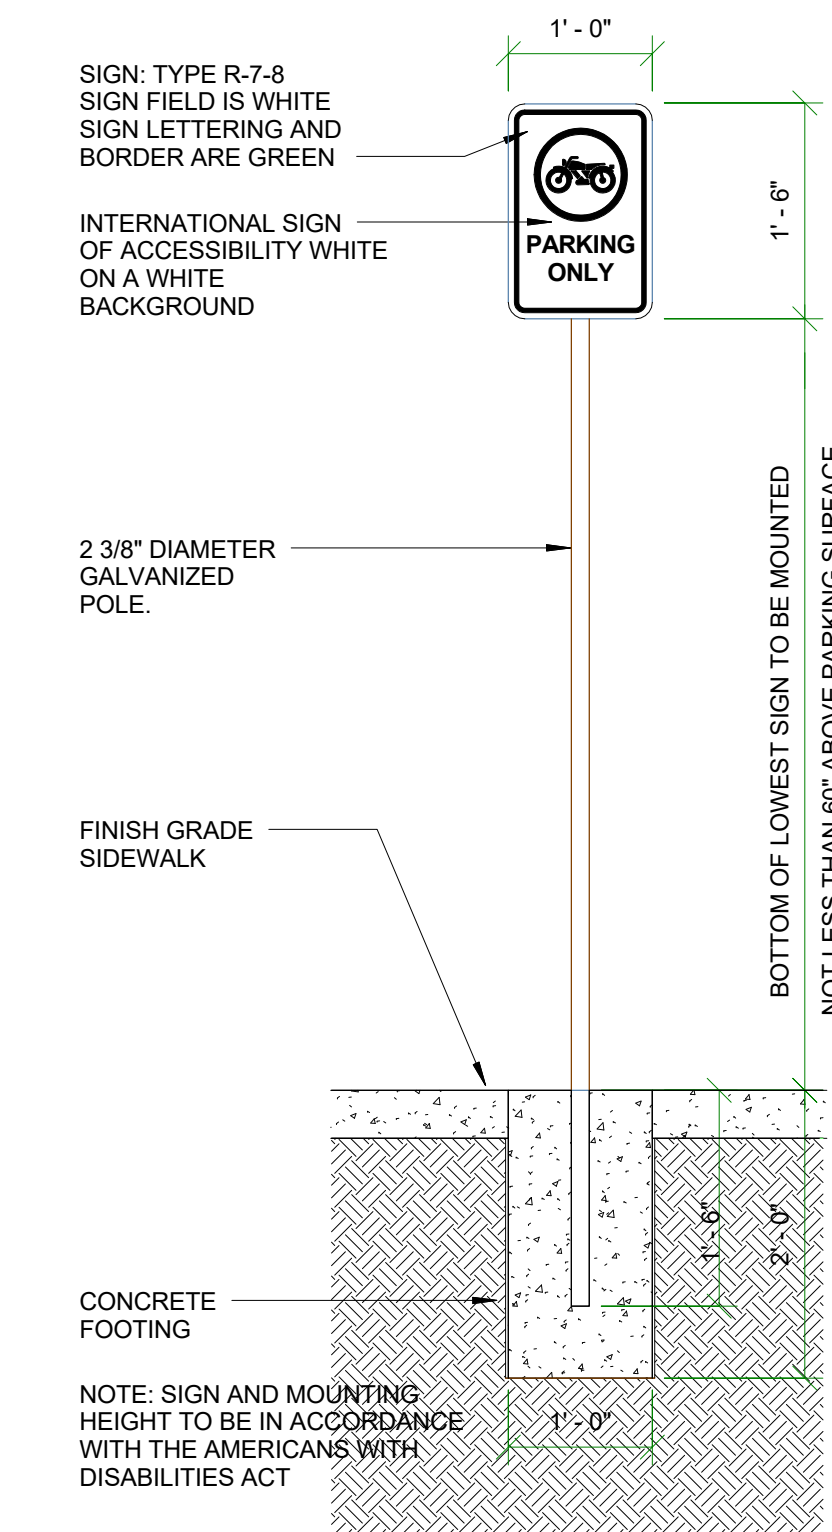 1' - 0"
SIGN: TYPE R-7-8
SIGN FIELD IS WHITE
SIGN LETTERING AND
BORDER ARE GREEN
INTERNATIONAL SIGN
OF ACCESSIBILITY WHITE
ON A WHITE
BACKGROUND
PARKING
ONLY
1' - 6"
2 3/8" DIAMETER
GALVANIZED
POLE.
BOTTOM OF LOWEST SIGN TO BE MOUNTED
NOT LESS THAN 60" ABOVE PARKING SURFACE
FINISH GRADE
SIDEWALK
1' - 6"
2' - 0"
CONCRETE
FOOTING
NOTE: SIGN AND MOUNTING
HEIGHT TO BE IN ACCORDANCE
WITH THE AMERICANS WITH
DISABILITIES ACT
1' - 0"